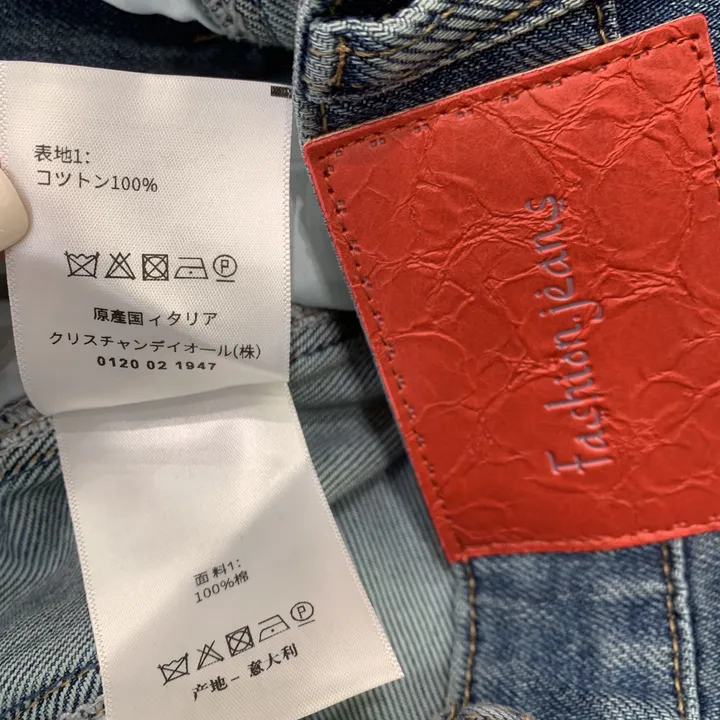 表地1:
コットン100%
原産国 イタリア
クリスチャンデイオール(株)
0120 02 1947
Fashion jeans
面料1:
100%棉
产地– 意大利